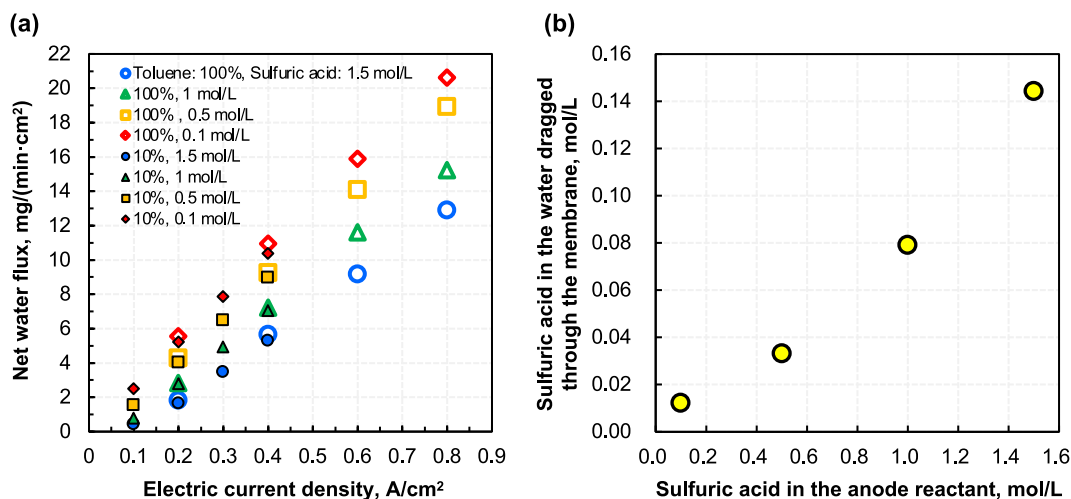 (a)
Net water flux, mg/(min·cm²)
22
20
18
16
14
12
10
8
6
4
2
0
Toluene: 100%, Sulfuric acid: 1.5 mol/L
100%, 1 mol/L
100% , 0.5 mol/L
100%, 0.1 mol/L
10%, 1.5 mol/L
10%, 1 mol/L
10%, 0.5 mol/L
10%, 0.1 mol/L
0 0.1 0.2 0.3 0.4 0.5 0.6 0.7 0.8 0.9
Electric current density, A/cm²
(b)
Sulfuric acid in the water dragged
through the membrane, mol/L
0.16
0.14
0.12
0.10
0.08
0.06
0.04
0.02
0.00
0.0 0.2 0.4 0.6 0.8 1.0 1.2 1.4 1.6
Sulfuric acid in the anode reactant, mol/L